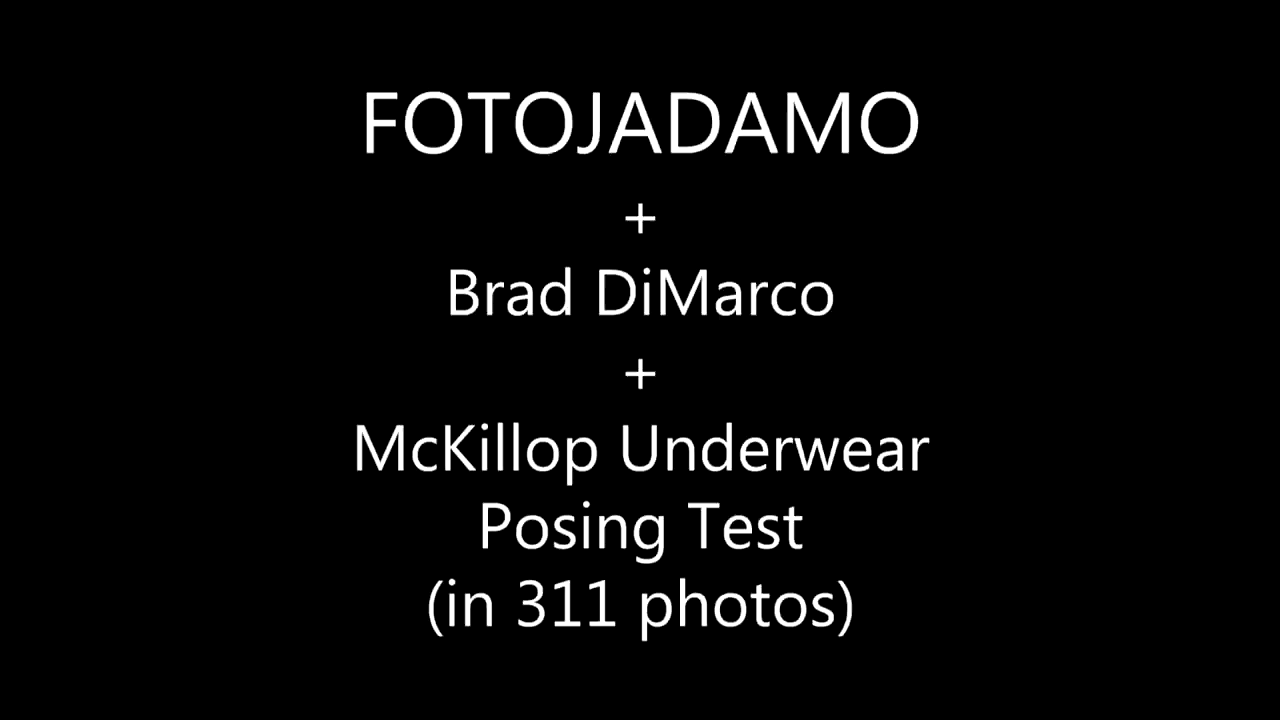 FOTOJADAMO
+
Brad DiMarco
+
McKillop Underwear
Posing Test
(in 311 photos)